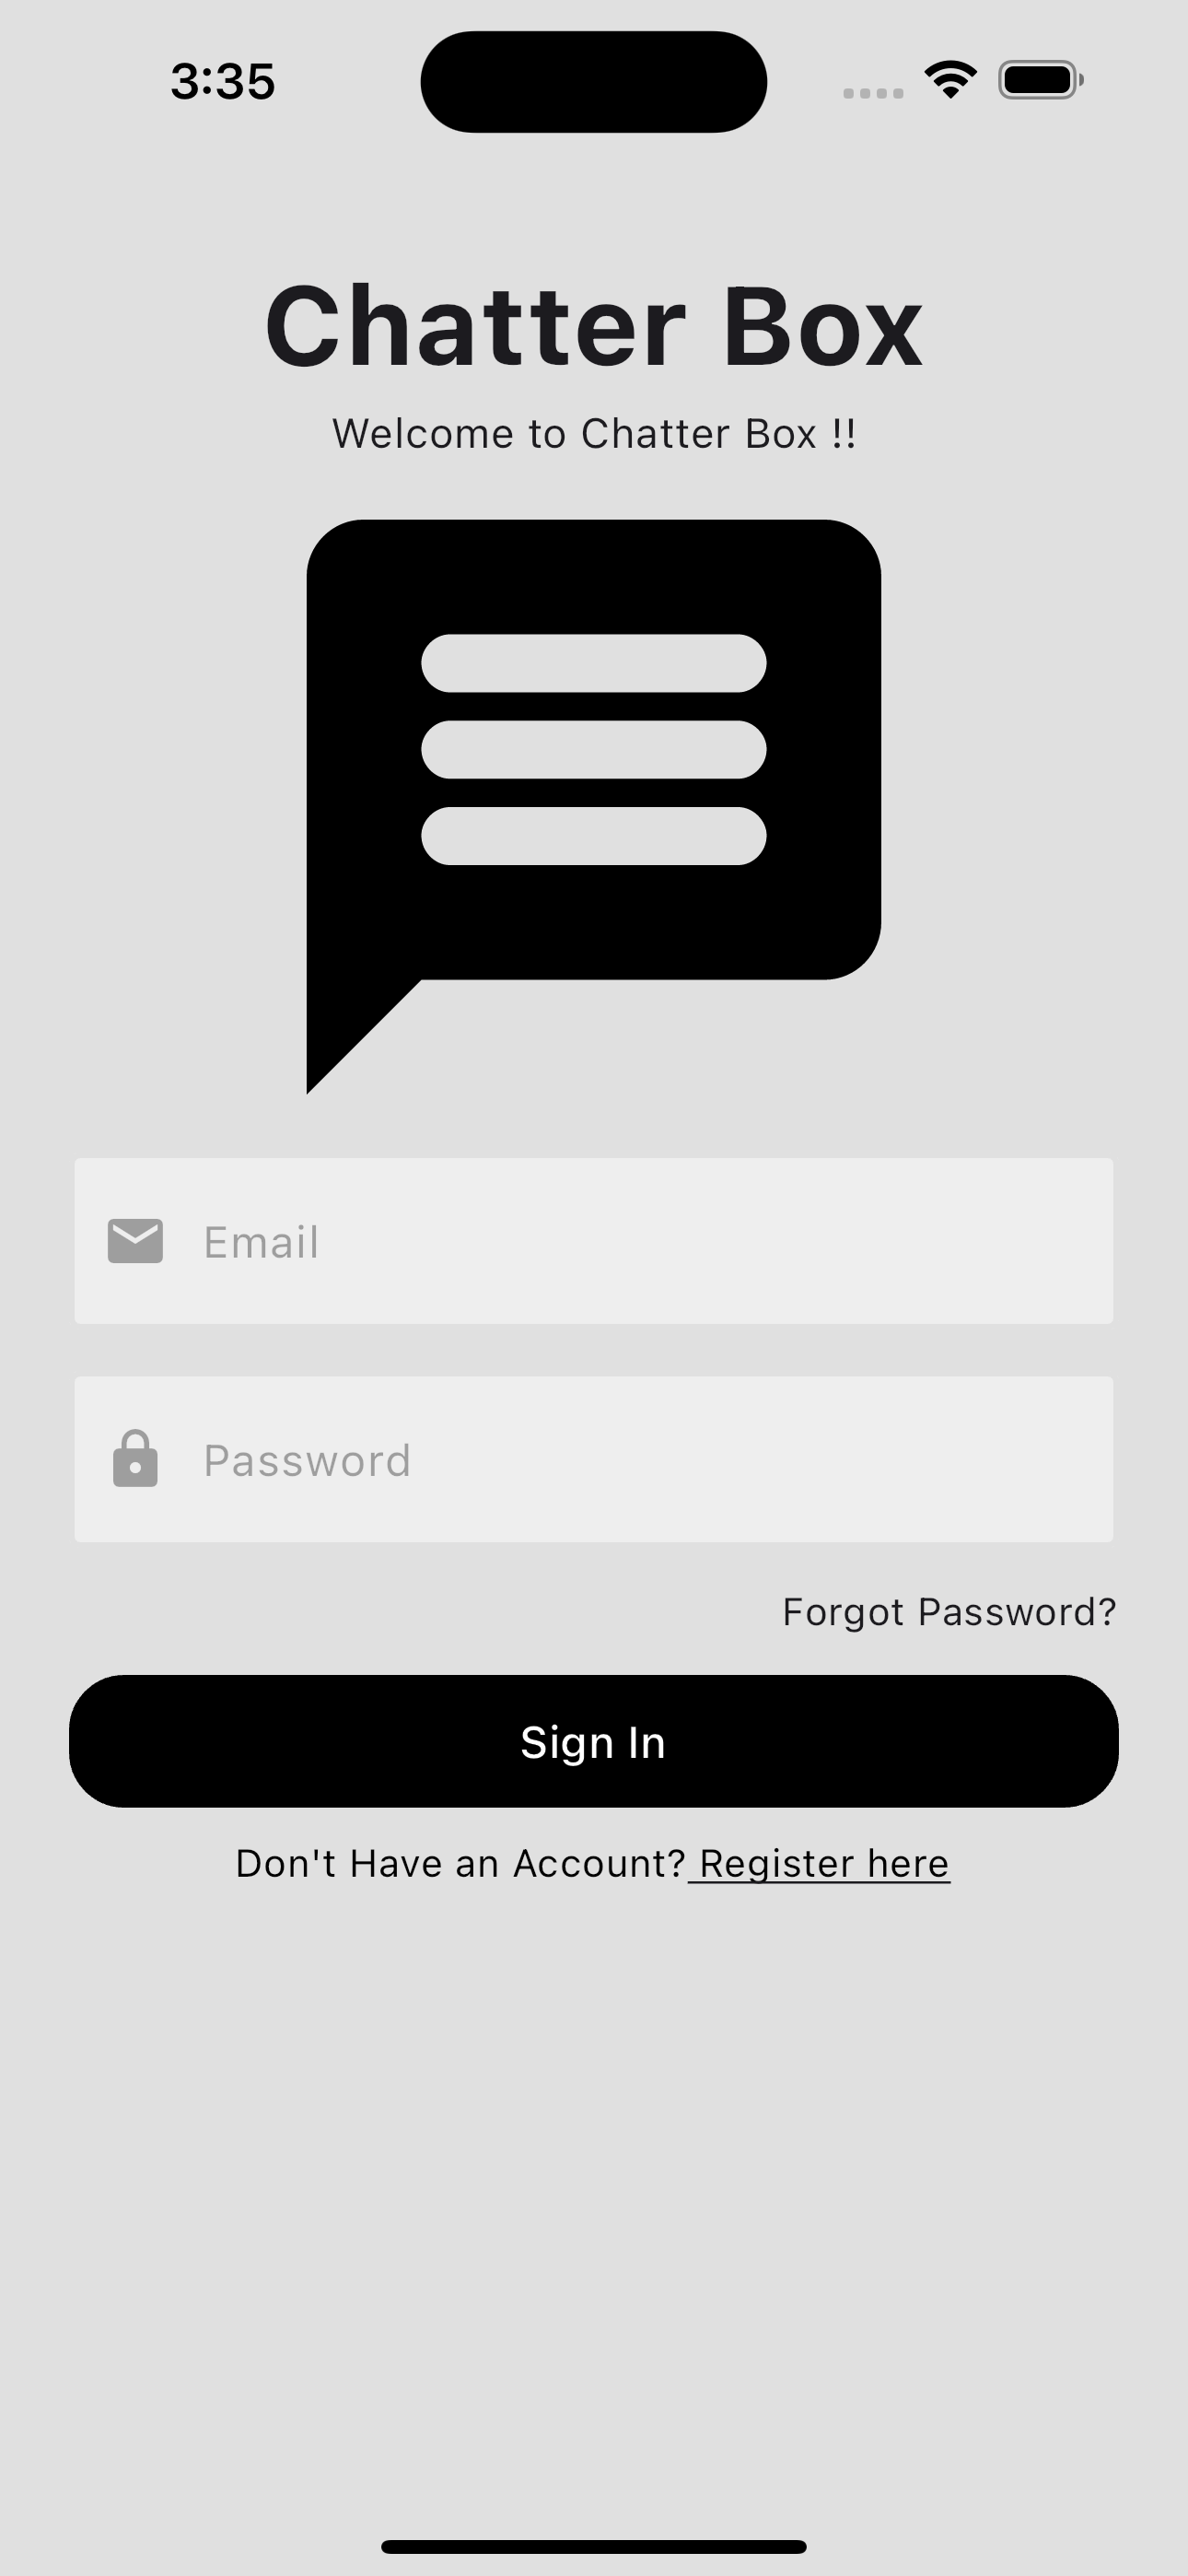 3:35
Chatter Box
Welcome to Chatter Box !!
Email
Password
Forgot Password?
Sign In
Don't Have an Account? Register here